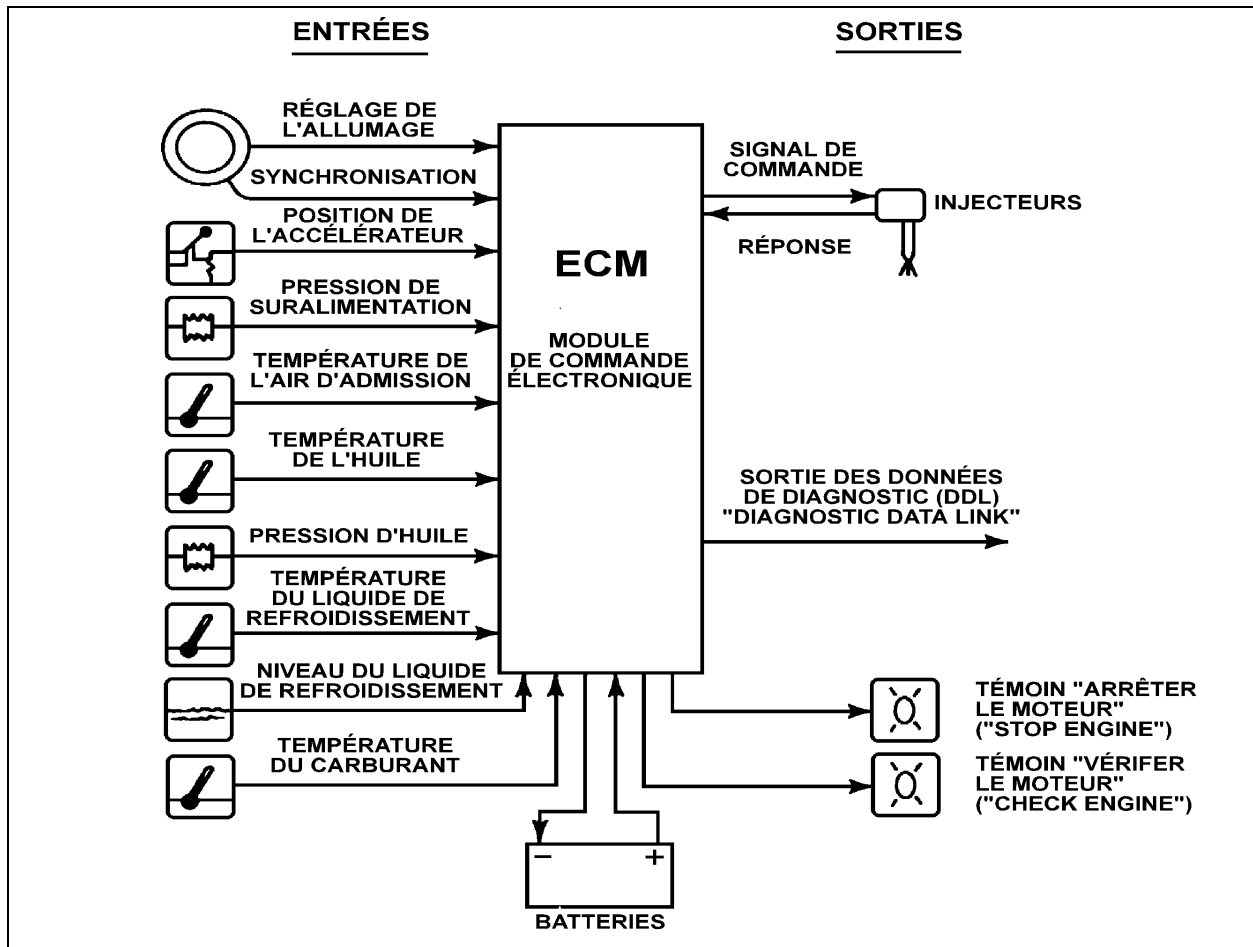 ENTRÉES
SORTIES
RÉGLAGE DE
L'ALLUMAGE
SYNCHRONISATION
POSITION DE
L'ACCÉLÉRATEUR
PRESSION DE
SURALIMENTATION
TEMPÉRATURE DE
L'AIR D'ADMISSION
TEMPÉRATURE
DE L'HUILE
PRESSION D'HUILE
TEMPÉRATURE
DU LIQUIDE DE
REFROIDISSEMENT
NIVEAU DU LIQUIDE
DE REFROIDISSEMENT
TEMPÉRATURE
DU CARBURANT
ECM
MODULE
DE COMMANDE
ÉLECTRONIQUE
SIGNAL DE
COMMANDE
INJECTEURS
RÉPONSE
SORTIE DES DONNÉES
DE DIAGNOSTIC (DDL)
"DIAGNOSTIC DATA LINK"
TÉMOIN "ARRÊTER
LE MOTEUR"
("STOP ENGINE")
TÉMOIN "VÉRIFER
LE MOTEUR"
("CHECK ENGINE")
− +
BATTERIES